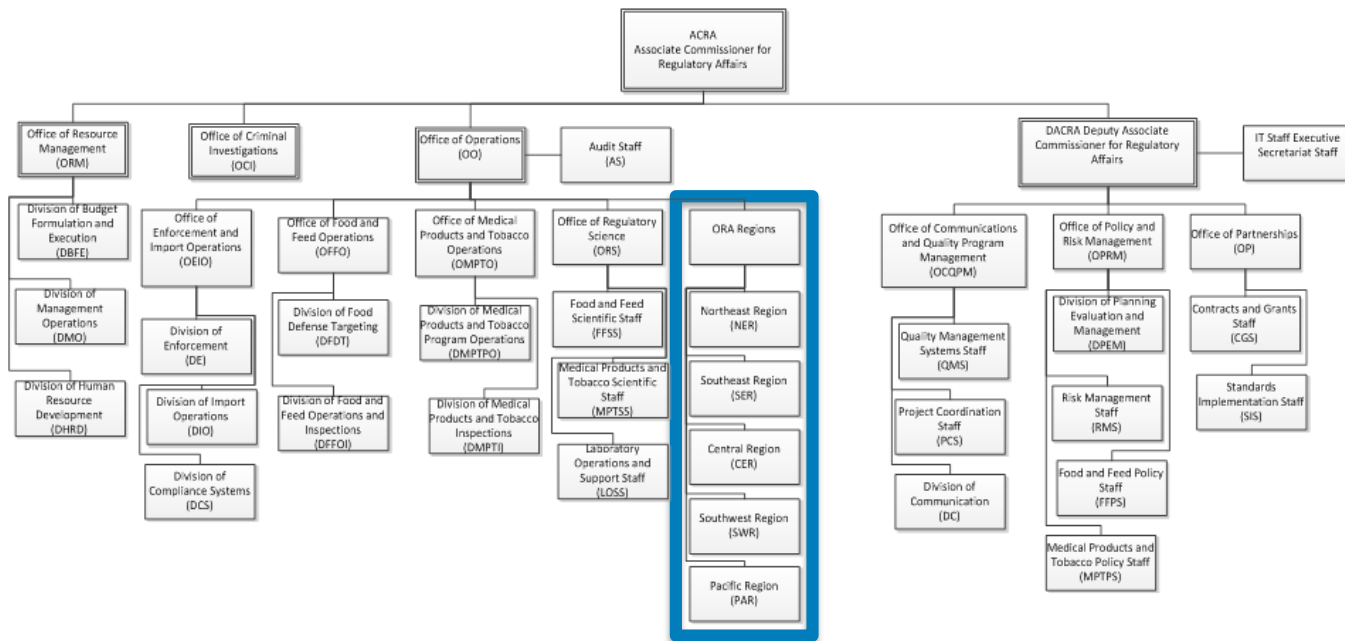 ACRA
Associate Commissioner for
Regulatory Affairs
Office of Resource
Management
(ORM)
Office of Criminal
Investigations
(OCI)
Office of Operations
(OO)
Audit Staff
(AS)
DACRA Deputy Associate
Commissioner for Regulatory
Affairs
IT Staff Executive
Secretariat Staff
Division of Budget
Formulation and
Execution
(DBFE)
Division of
Management
Operations
(DMO)
Division of Human
Resource
Development
(DHRD)
Office of
Enforcement and
Import Operations
(OEIO)
Division of
Enforcement
(DE)
Division of Import
Operations
(DIO)
Division of
Compliance Systems
(DCS)
Office of Food and
Feed Operations
(OFFO)
Division of Food
Defense Targeting
(DFDT)
Division of Food and
Feed Operations and
Inspections
(DFFOI)
Office of Medical
Products and Tobacco
Operations
(OMPTO)
Division of Medical
Products and Tobacco
Program Operations
(DMPTPO)
Division of Medical
Products and Tobacco
Inspections
(DMPTI)
Office of Regulatory
Science
(ORS)
Food and Feed
Scientific Staff
(FFSS)
Medical Products and
Tobacco Scientific
Staff
(MPTSS)
Laboratory
Operations and
Support Staff
(LOSS)
ORA Regions
Northeast Region
(NER)
Southeast Region
(SER)
Central Region
(CER)
Southwest Region
(SWR)
Pacific Region
(PAR)
Office of Communications
and Quality Program
Management
(OCQPM)
Quality Management
Systems Staff
(QMS)
Project Coordination
Staff
(PCS)
Division of
Communication
(DC)
Office of Policy and
Risk Management
(OPRM)
Division of Planning
Evaluation and
Management
(DPEM)
Risk Management
Staff
(RMS)
Food and Feed Policy
Staff
(FFPS)
Medical Products and
Tobacco Policy Staff
(MPTPS)
Office of Partnerships
(OP)
Contracts and Grants
Staff
(CGS)
Standards
Implementation Staff
(SIS)